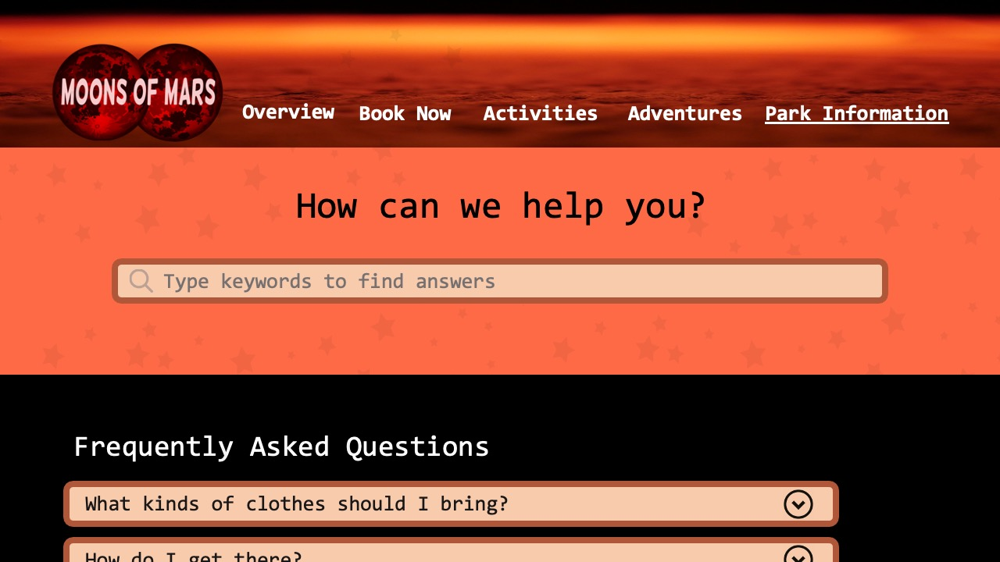 MOONS OF MARS
Overview Book Now Activities Adventures Park Information
How can we help you?
Type keywords to find answers
Frequently Asked Questions
What kinds of clothes should I bring?
How do I get there?